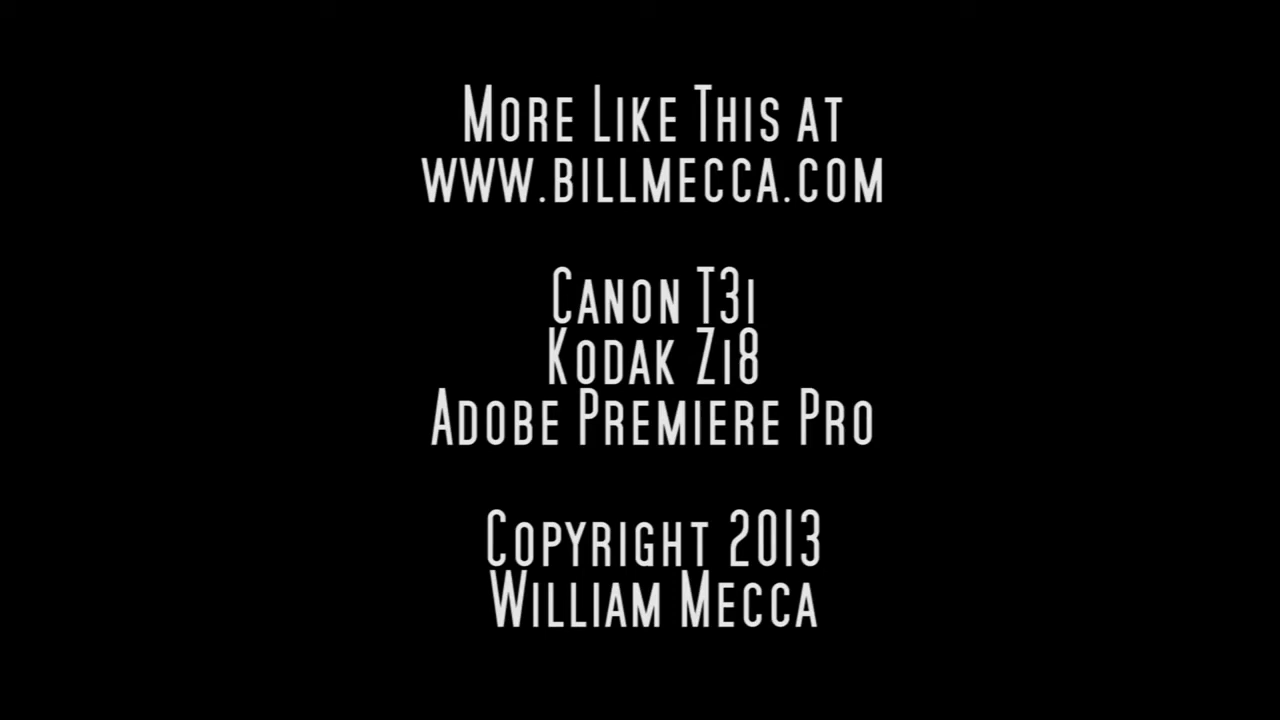 More Like This at
www.billmecca.com
Canon T3i
Kodak Zi8
Adobe Premiere Pro
Copyright 2013
William Mecca